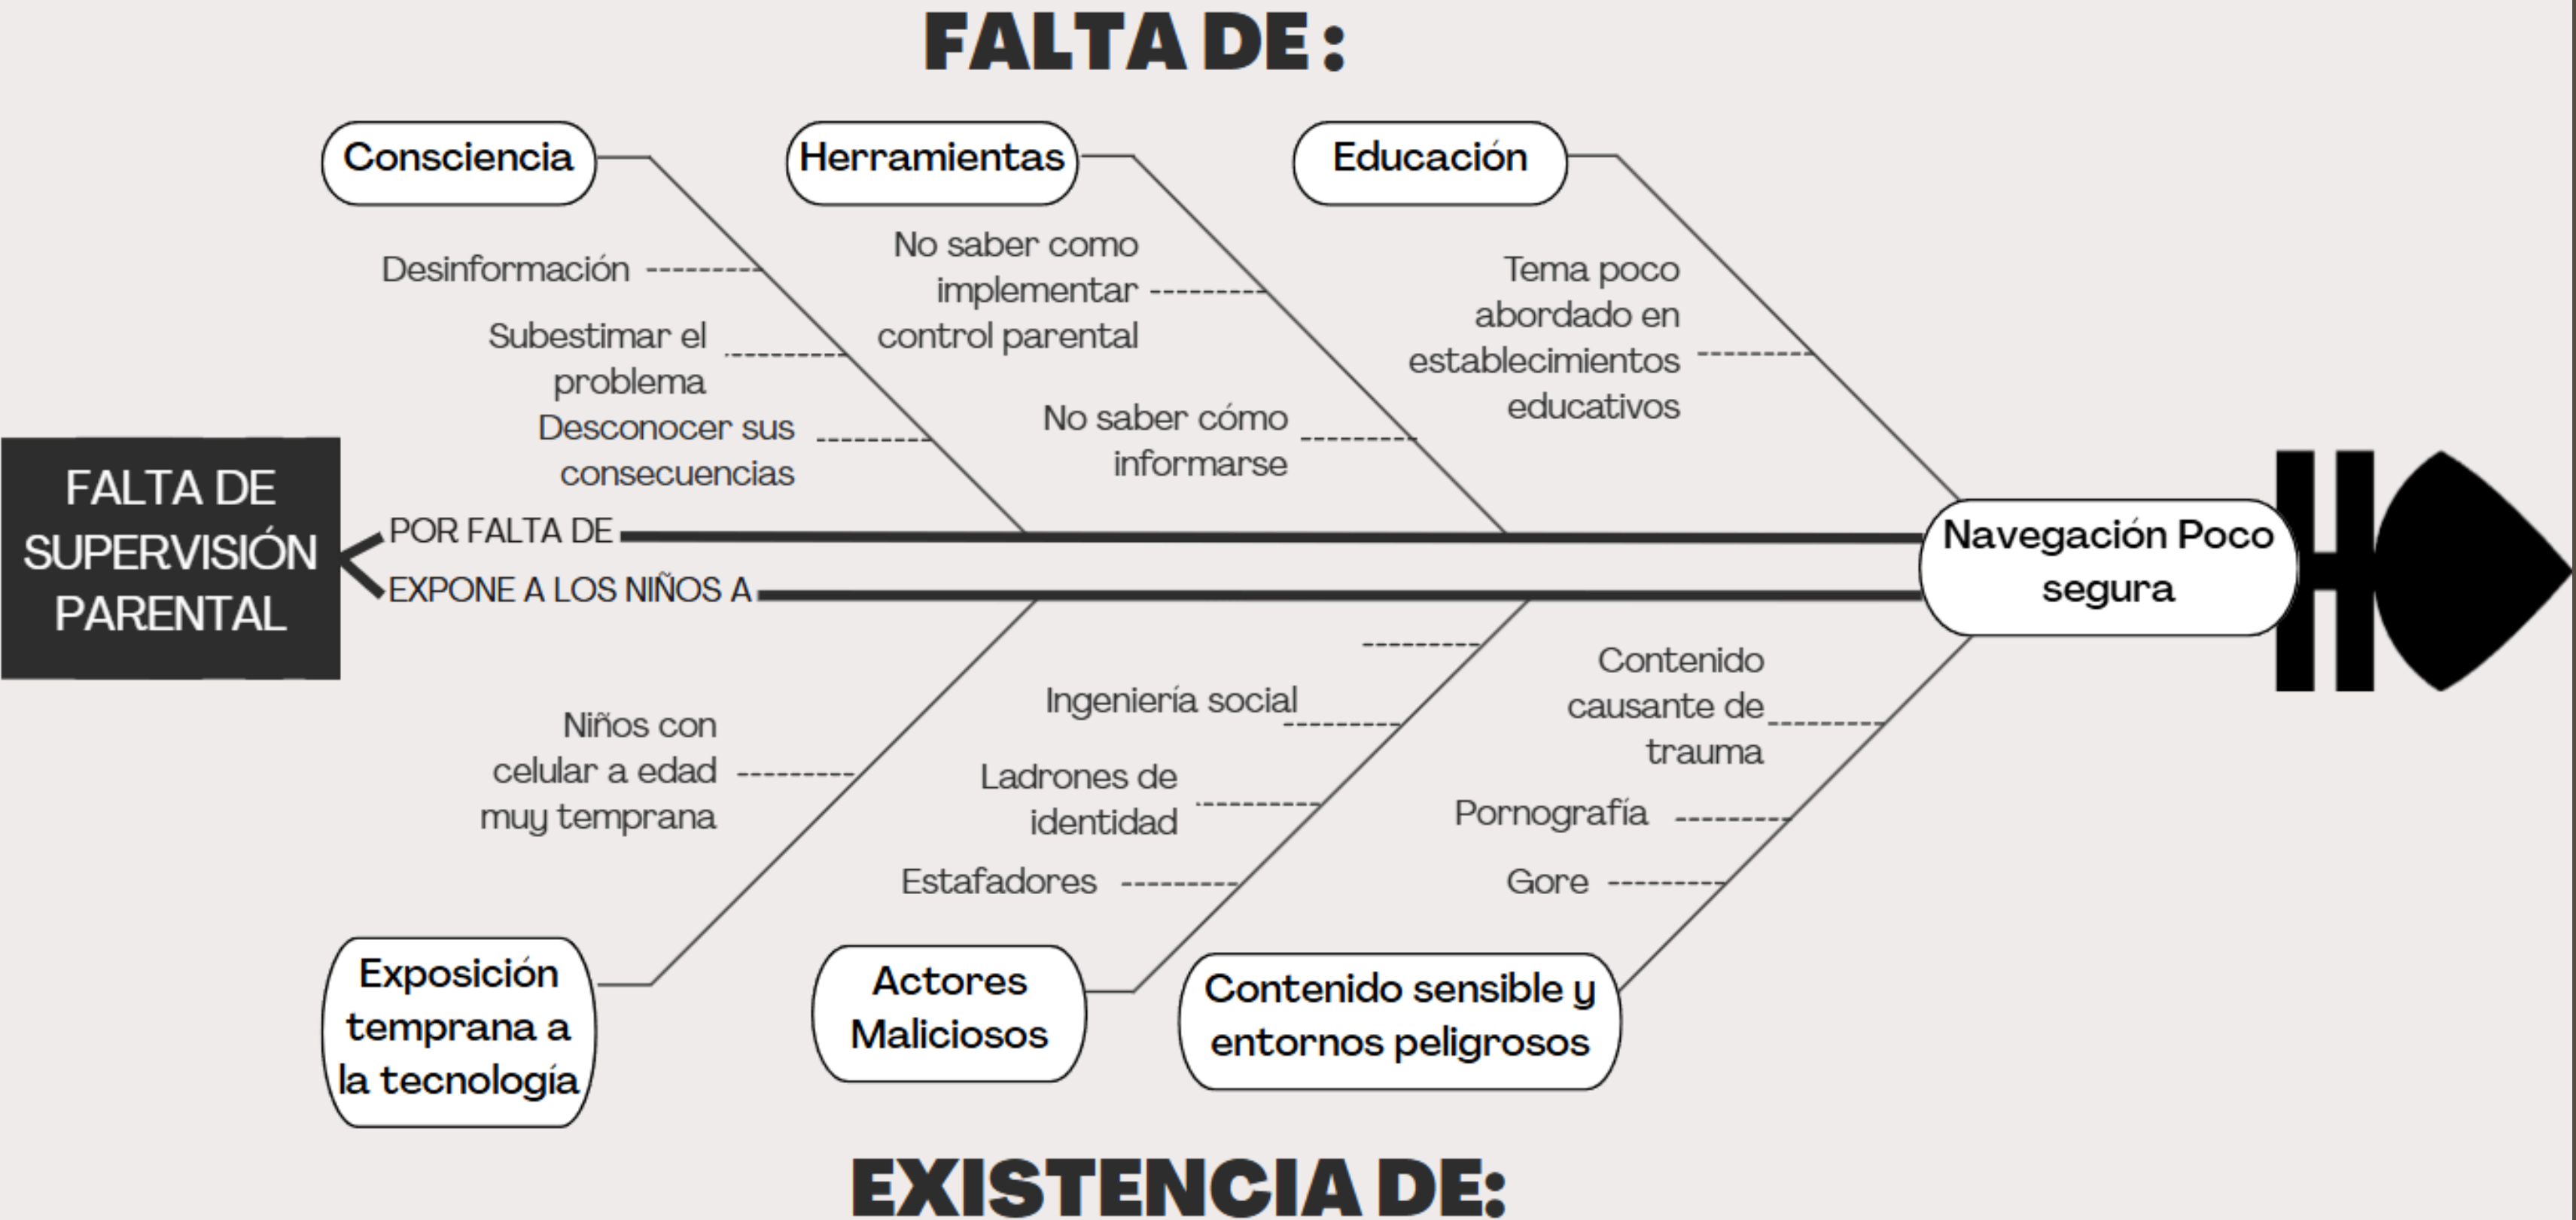 FALTA DE :
Consciencia
Herramientas
Educación
Desinformación
Subestimar el
problema
Desconocer sus
consecuencias
No saber como
implementar
control parental
No saber cómo
informarse
Tema poco
abordado en
establecimientos
educativos
FALTA DE
SUPERVISIÓN
PARENTAL
POR FALTA DE
EXPONE A LOS NIÑOS A
Navegación Poco
segura
Niños con
celular a edad
muy temprana
Ingeniería social
Ladrones de
identidad
Estafadores
Contenido
causante de
trauma
Pornografía
Gore
Exposición
temprana a
la tecnología
Actores
Maliciosos
Contenido sensible y
entornos peligrosos
EXISTENCIA DE: